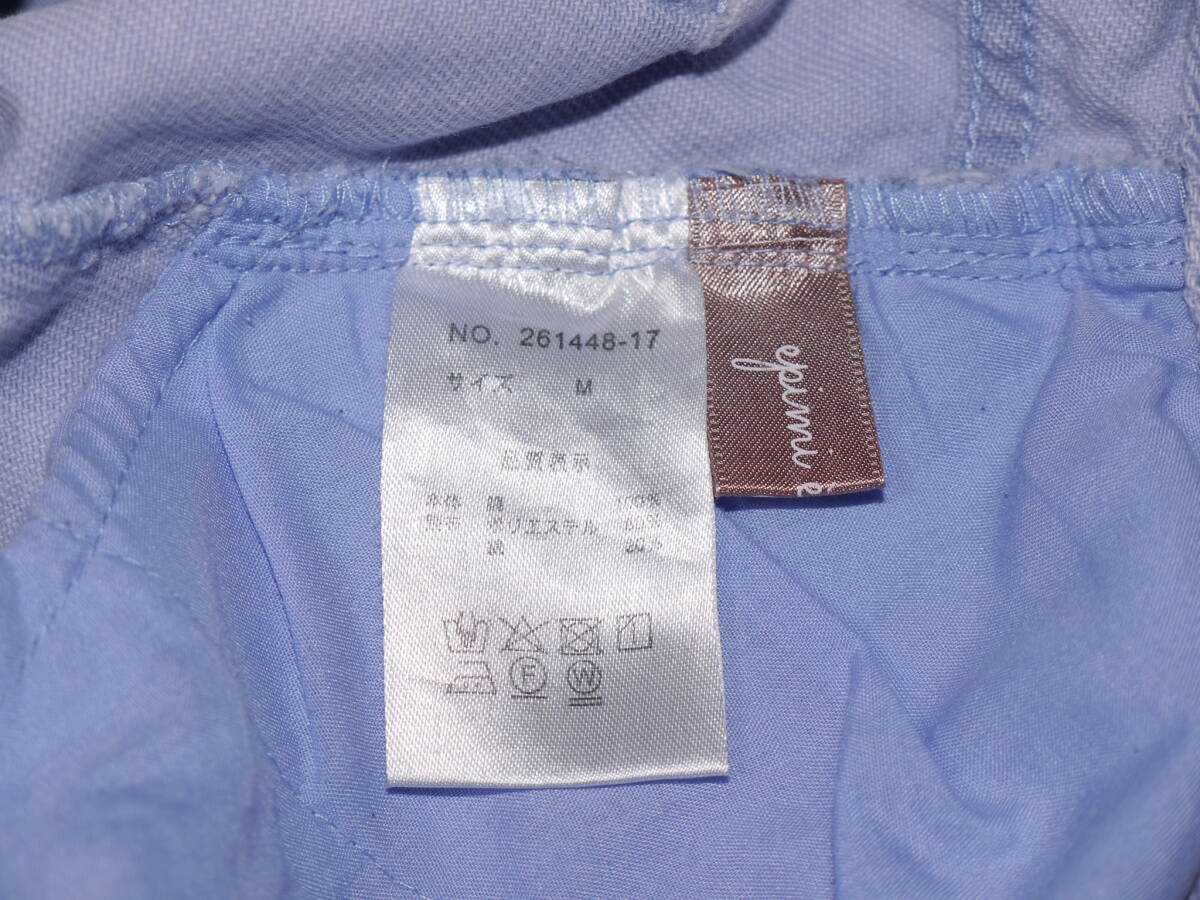 NO. 261448-17
サイズ M
品質表示
本体 綿 100%
ポリエステル 80%
綿 20%
F W
epimi è